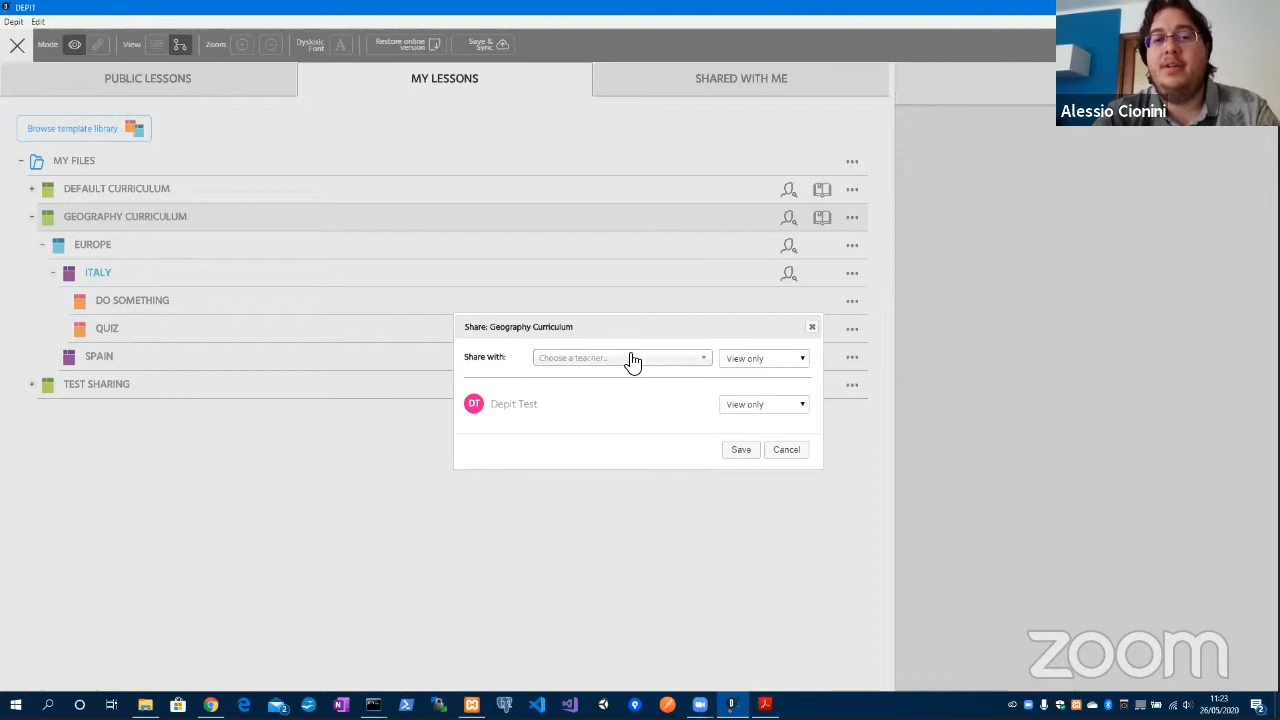 DEPIT
Depit Edit
Mode View Zoom Dyslexic Font A Restore online version Save & Sync
PUBLIC LESSONS MY LESSONS SHARED WITH ME
Alessio Cionini
Browse template library
MY FILES
DEFAULT CURRICULUM
GEOGRAPHY CURRICULUM
EUROPE
ITALY
DO SOMETHING
QUIZ
SPAIN
TEST SHARING
Share: Geography Curriculum
Share with: Choose a teacher... View only
DT Depit Test View only
Save Cancel
zoom
11:23
26/05/2020